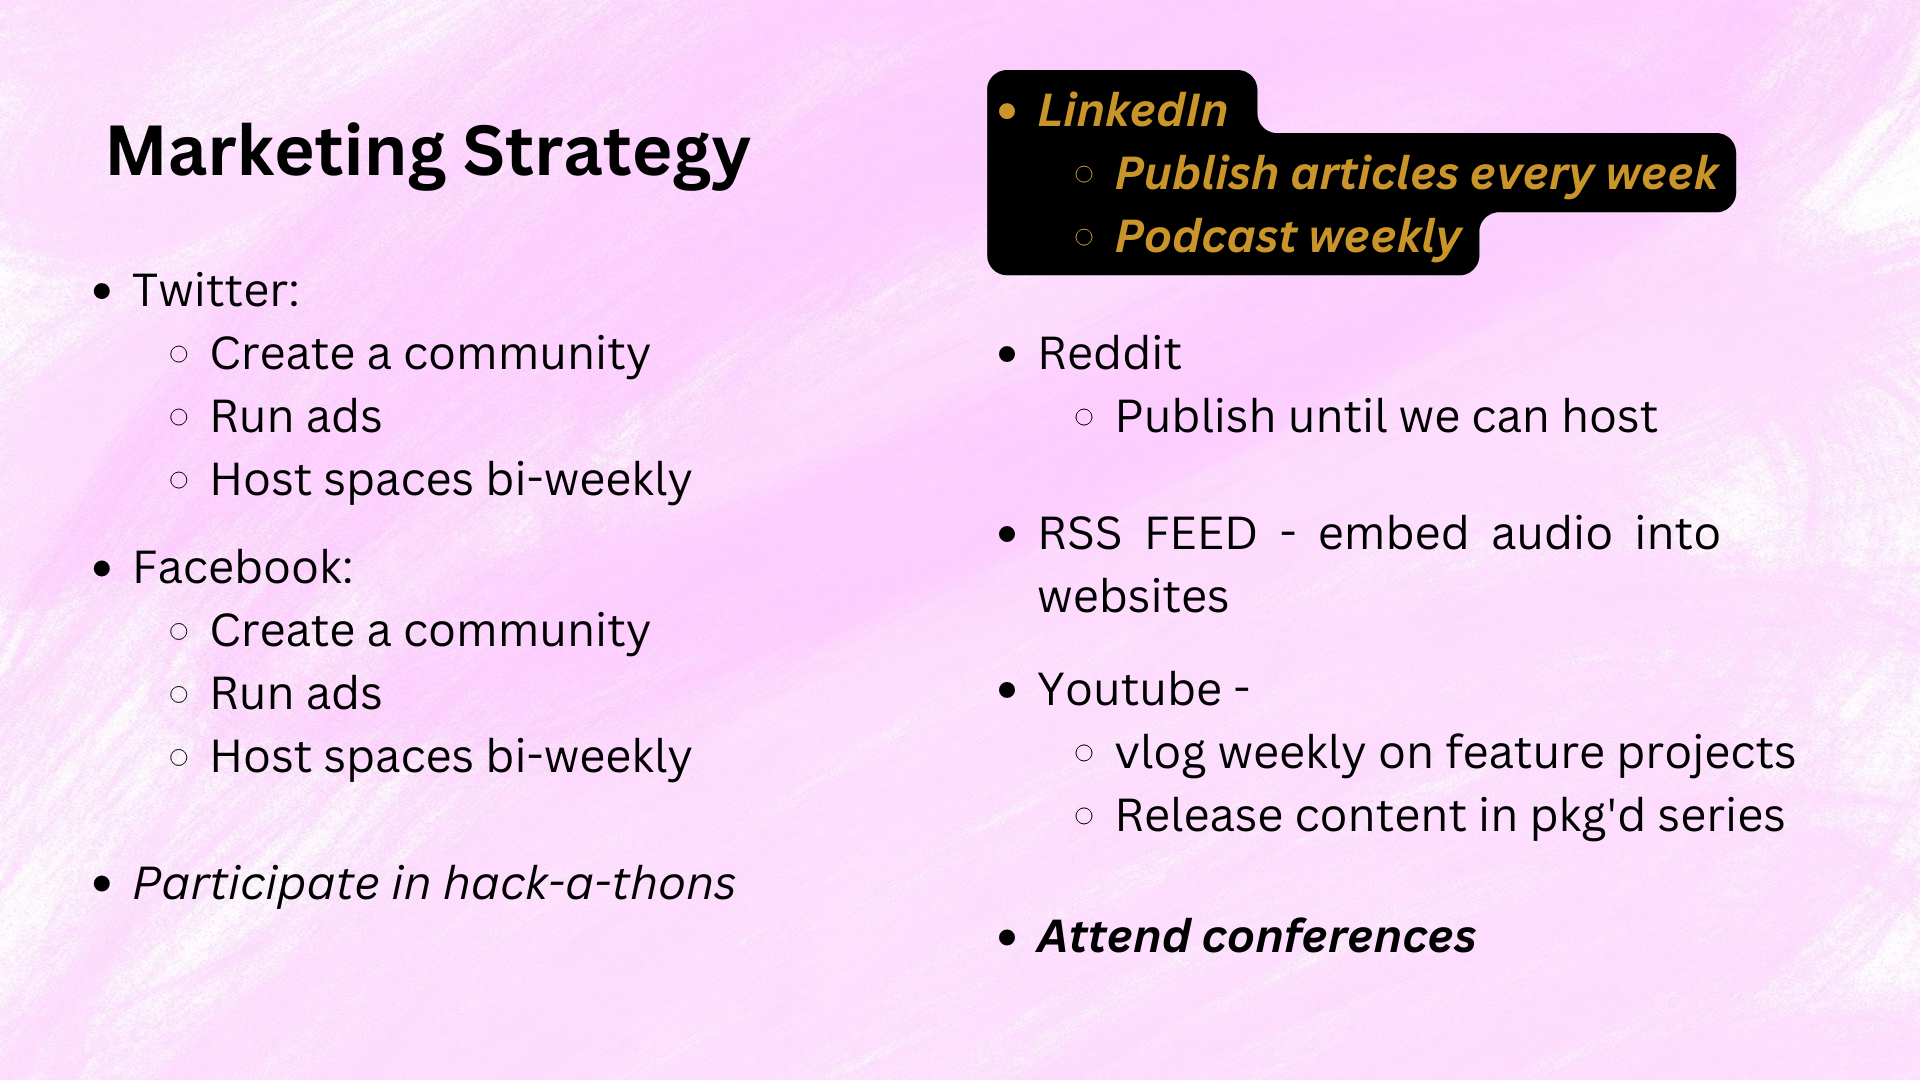 Marketing Strategy
Twitter:
Create a community
Run ads
Host spaces bi-weekly
Facebook:
Create a community
Run ads
Host spaces bi-weekly
Participate in hack-a-thons
LinkedIn
Publish articles every week
Podcast weekly
Reddit
Publish until we can host
RSS FEED - embed audio into
websites
Youtube -
vlog weekly on feature projects
Release content in pkg'd series
Attend conferences